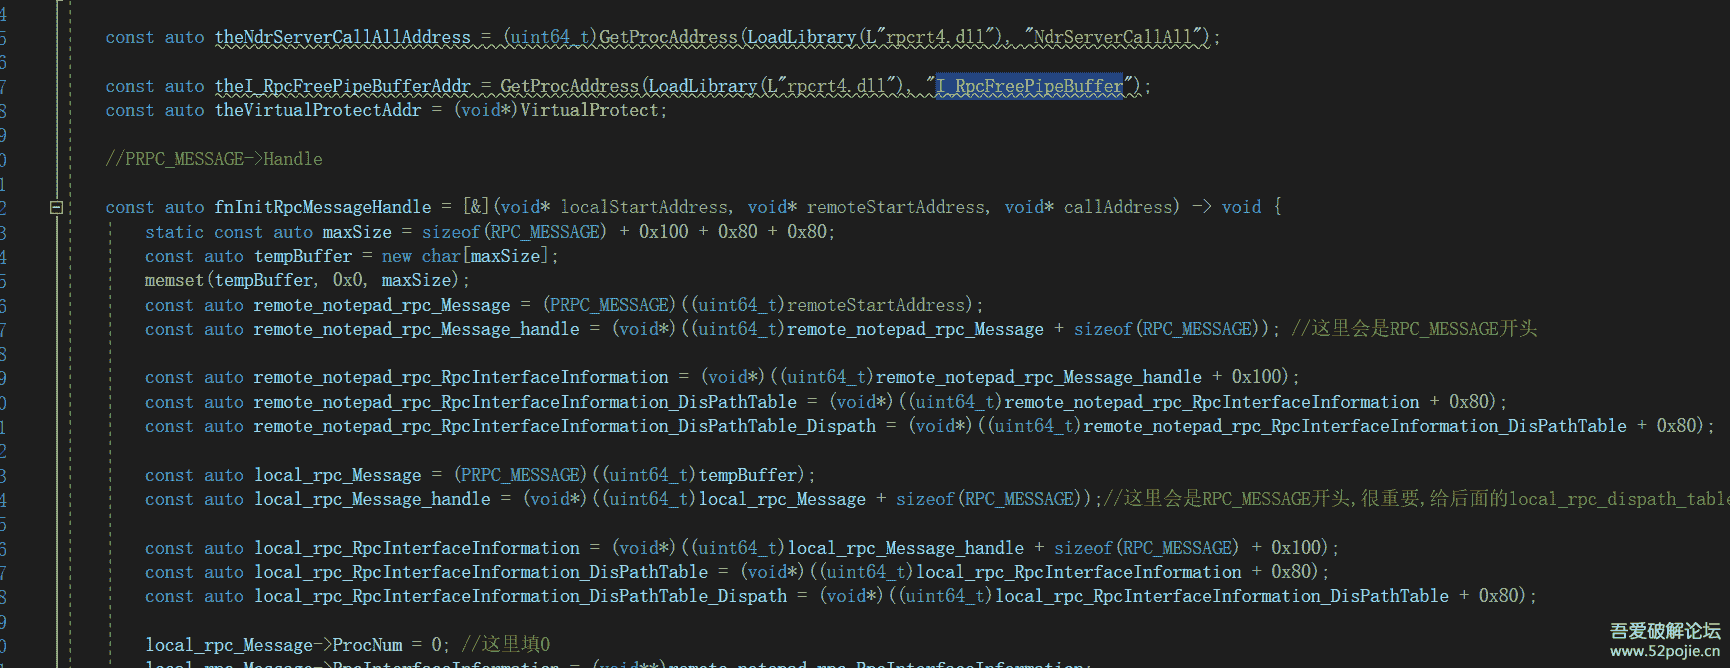 const auto theNdrServerCallAllAddress = (uint64_t)GetProcAddress(LoadLibrary(L"rpcrt4.dll"), "NdrServerCallAll");
const auto theI_RpcFreePipeBufferAddr = GetProcAddress(LoadLibrary(L"rpcrt4.dll"), "I_RpcFreePipeBuffer");
const auto theVirtualProtectAddr = (void*)VirtualProtect;
//PRPC_MESSAGE->Handle
const auto fnInitRpcMessageHandle = [&](void* localStartAddress, void* remoteStartAddress, void* callAddress) -> void {
static const auto maxSize = sizeof(RPC_MESSAGE) + 0x100 + 0x80 + 0x80;
const auto tempBuffer = new char[maxSize];
memset(tempBuffer, 0x0, maxSize);
const auto remote_notepad_rpc_Message = (PRPC_MESSAGE)((uint64_t)remoteStartAddress);
const auto remote_notepad_rpc_Message_handle = (void*)((uint64_t)remote_notepad_rpc_Message + sizeof(RPC_MESSAGE)); //这里会是RPC_MESSAGE开头
const auto remote_notepad_rpc_RpcInterfaceInformation = (void*)((uint64_t)remote_notepad_rpc_Message_handle + 0x100);
const auto remote_notepad_rpc_RpcInterfaceInformation_DisPathTable = (void*)((uint64_t)remote_notepad_rpc_RpcInterfaceInformation + 0x80);
const auto remote_notepad_rpc_RpcInterfaceInformation_DisPathTable_Dispath = (void*)((uint64_t)remote_notepad_rpc_RpcInterfaceInformation_DisPathTable + 0x80);
const auto local_rpc_Message = (PRPC_MESSAGE)((uint64_t)tempBuffer);
const auto local_rpc_Message_handle = (void*)((uint64_t)local_rpc_Message + sizeof(RPC_MESSAGE));//这里会是RPC_MESSAGE开头,很重要,给后面的local_rpc_dispath_table
const auto local_rpc_RpcInterfaceInformation = (void*)((uint64_t)local_rpc_Message_handle + sizeof(RPC_MESSAGE) + 0x100);
const auto local_rpc_RpcInterfaceInformation_DisPathTable = (void*)((uint64_t)local_rpc_RpcInterfaceInformation + 0x80);
const auto local_rpc_RpcInterfaceInformation_DisPathTable_Dispath = (void*)((uint64_t)local_rpc_RpcInterfaceInformation_DisPathTable + 0x80);
local_rpc_Message->ProcNum = 0; //这里填0
local_rpc_Message->RpcInterfaceInformation = (void**)remote_notepad_rpc_RpcInterfaceInformation;
吾爱破解论坛
www.52pojie.cn